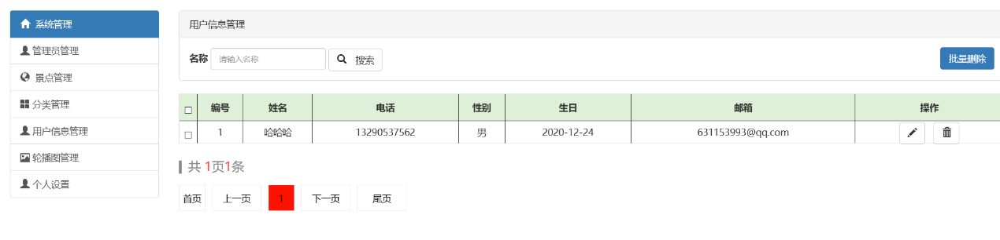 系统管理
管理员管理
景点管理
分类管理
用户信息管理
轮播图管理
个人设置
用户信息管理
名称 请输入名称 搜索 批量删除
编号 姓名 电话 性别 生日 邮箱 操作
1 哈哈哈 13290537562 男 2020-12-24 631153993@qq.com
共 1页1条
首页 上一页 1 下一页 尾页